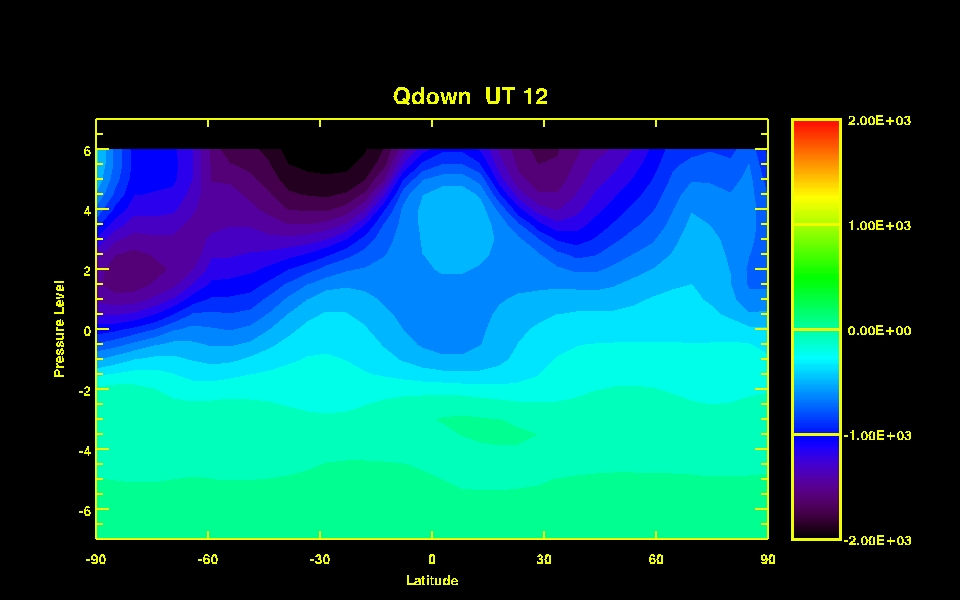 Qdown UT 12
2.00E+03
1.00E+03
0.00E+00
-1.00E+03
-2.00E+03
Pressure Level
6
4
2
0
-2
-4
-6
-90 -60 -30 0 30 60 90
Latitude